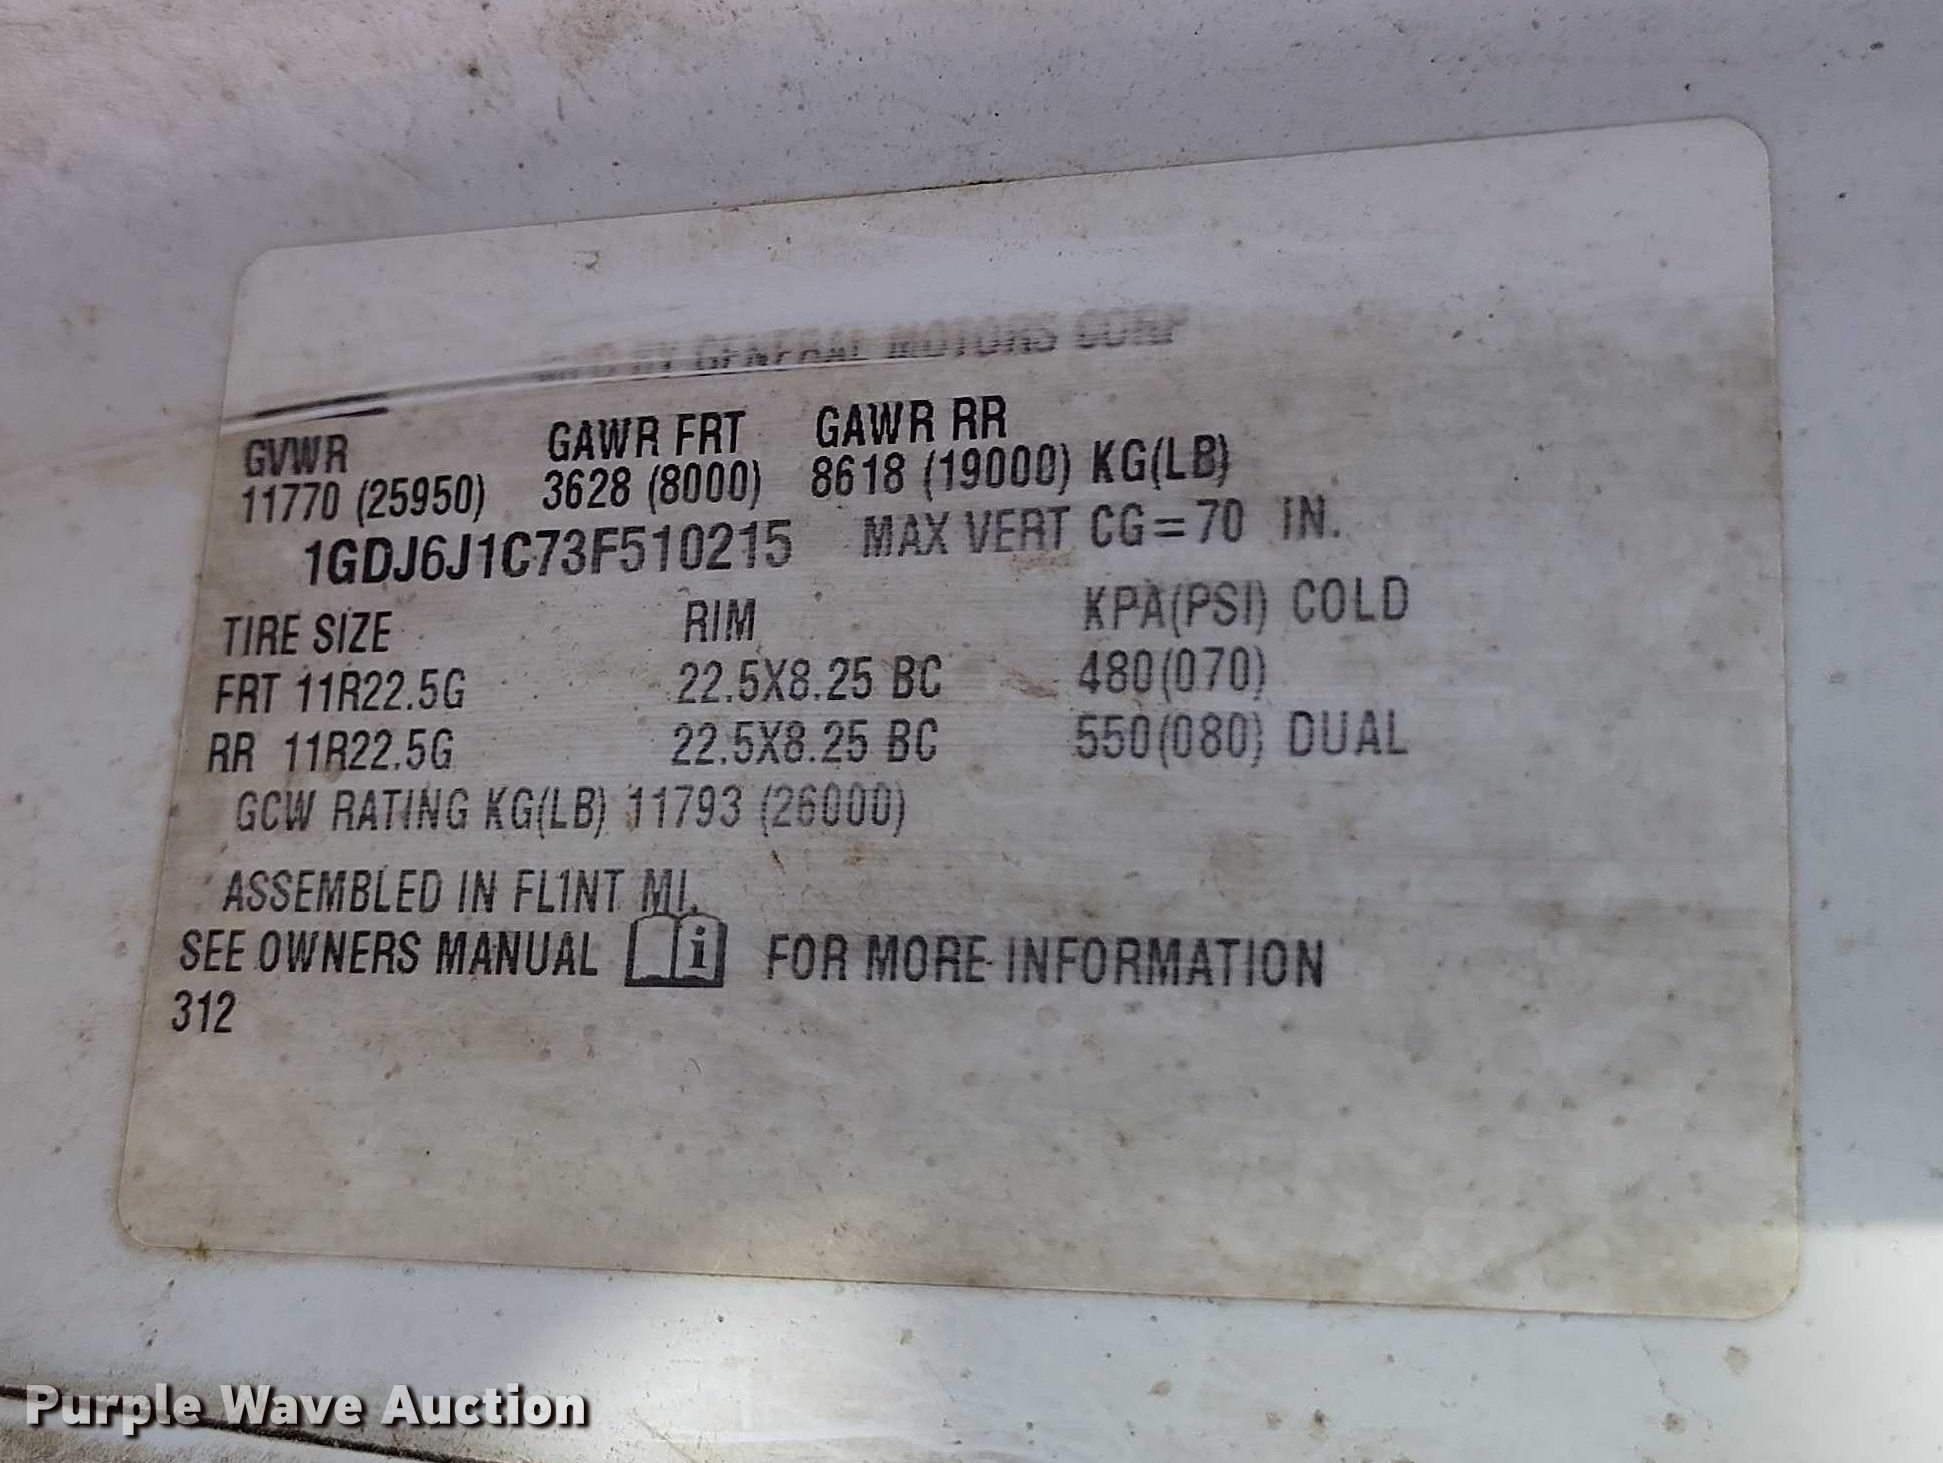 MFD BY GENERAL MOTORS CORP
GVWR GAWR FRT GAWR RR
11770 (25950) 3628 (8000) 8618 (19000) KG(LB)
1GDJ6J1C73F510215 MAX VERT CG=70 IN.
TIRE SIZE RIM KPA(PSI) COLD
FRT 11R22.5G 22.5X8.25 BC 480(070)
RR 11R22.5G 22.5X8.25 BC 550(080) DUAL
GCW RATING KG(LB) 11793 (26000)
ASSEMBLED IN FL1NT MI.
SEE OWNERS MANUAL i FOR MORE INFORMATION
312
Purple Wave Auction